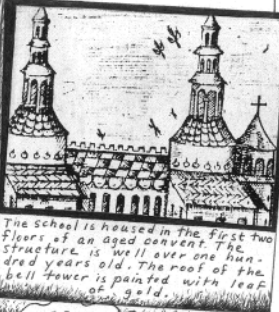 The school is housed in the first two
floors of an aged convent. The
structure is well over one hun-
dred years old. The roof of the
bell tower is painted with leaf
of gold.